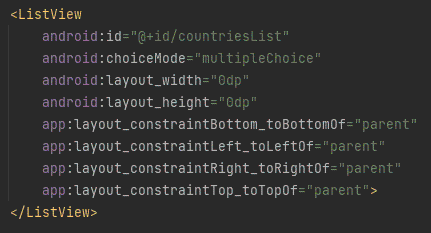 <ListView
android:id="@+id/countriesList"
android:choiceMode="multipleChoice"
android:layout_width="0dp"
android:layout_height="0dp"
app:layout_constraintBottom_toBottomOf="parent"
app:layout_constraintLeft_toLeftOf="parent"
app:layout_constraintRight_toRightOf="parent"
app:layout_constraintTop_toTopOf="parent">
</ListView>